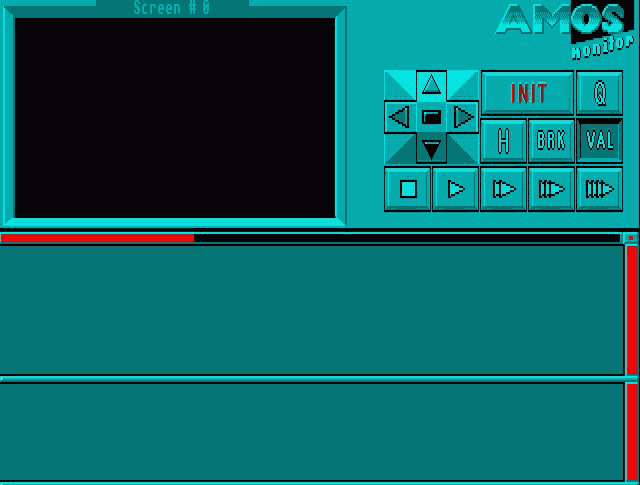 Screen # 0
AMOS
monitor
INIT
Q
H
BRK
VAL